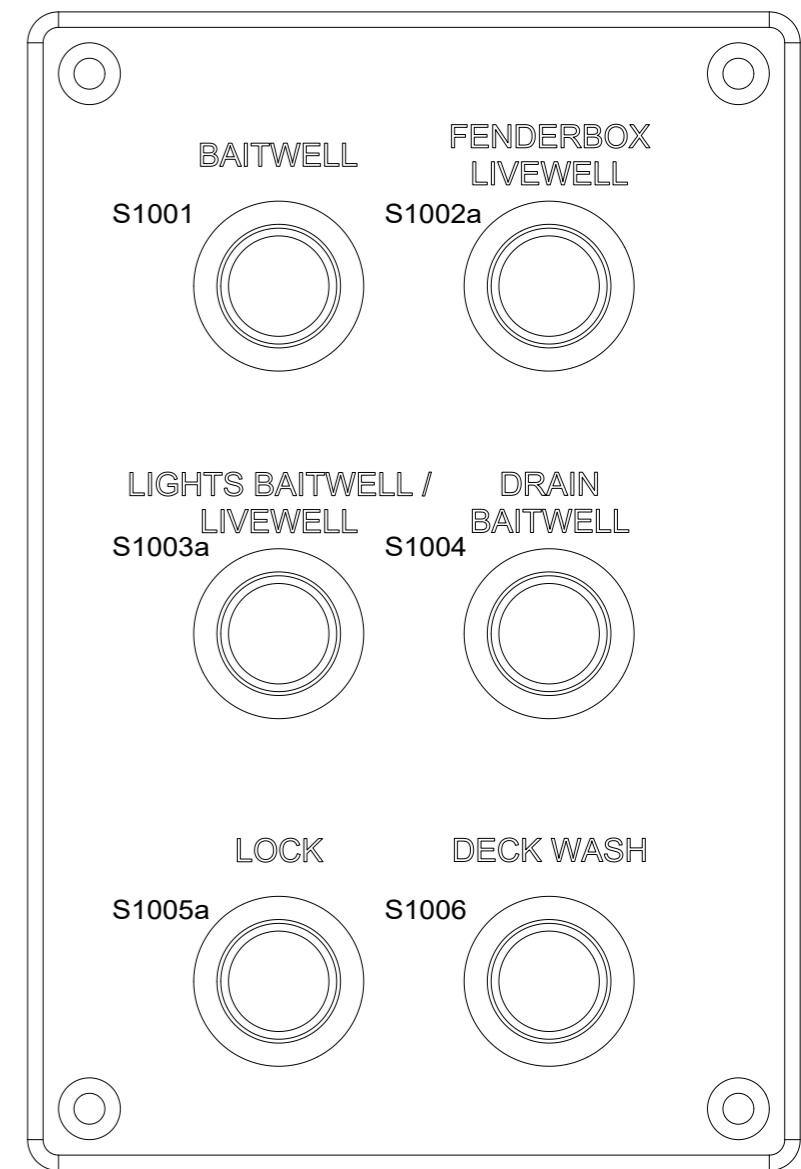 BAITWELL
FENDERBOX
LIVEWELL
S1001
S1002a
LIGHTS BAITWELL /
LIVEWELL
DRAIN
BAITWELL
S1003a
S1004
LOCK
DECK WASH
S1005a
S1006